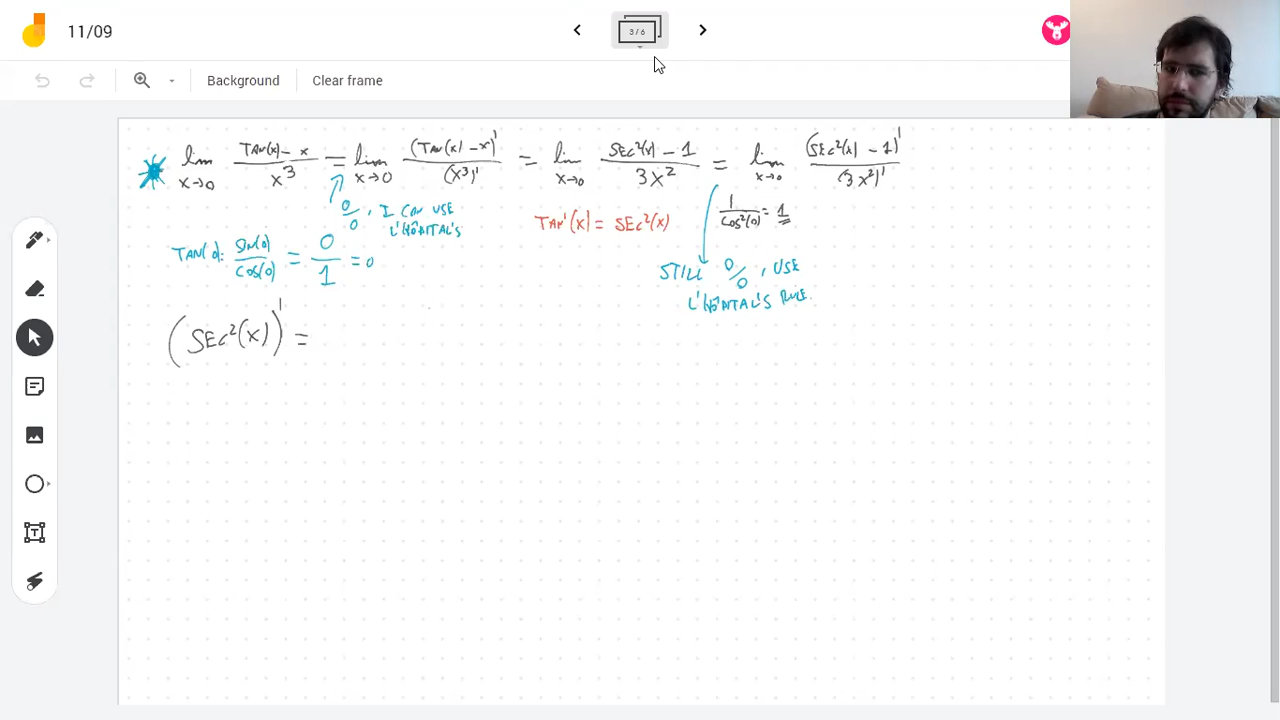 11/09
3 / 6
Background
Clear frame
lim x→0 (TAN(x) - x)/x³ = lim x→0 (TAN(x) - x)'/(x³)' = lim x→0 (SEC²(x) - 1)/(3x²) = lim x→0 (SEC²(x) - 1)'/(3x²)'
0/0, I CAN USE
L'HÔPITAL'S
TAN'(x) = SEC²(x)
1/COS²(0) = 1
TAN(0): SIN(0)/COS(0) = 0/1 = 0
STILL 0/0, USE
L'HÔPITAL'S RULE.
(SEC²(x))' =